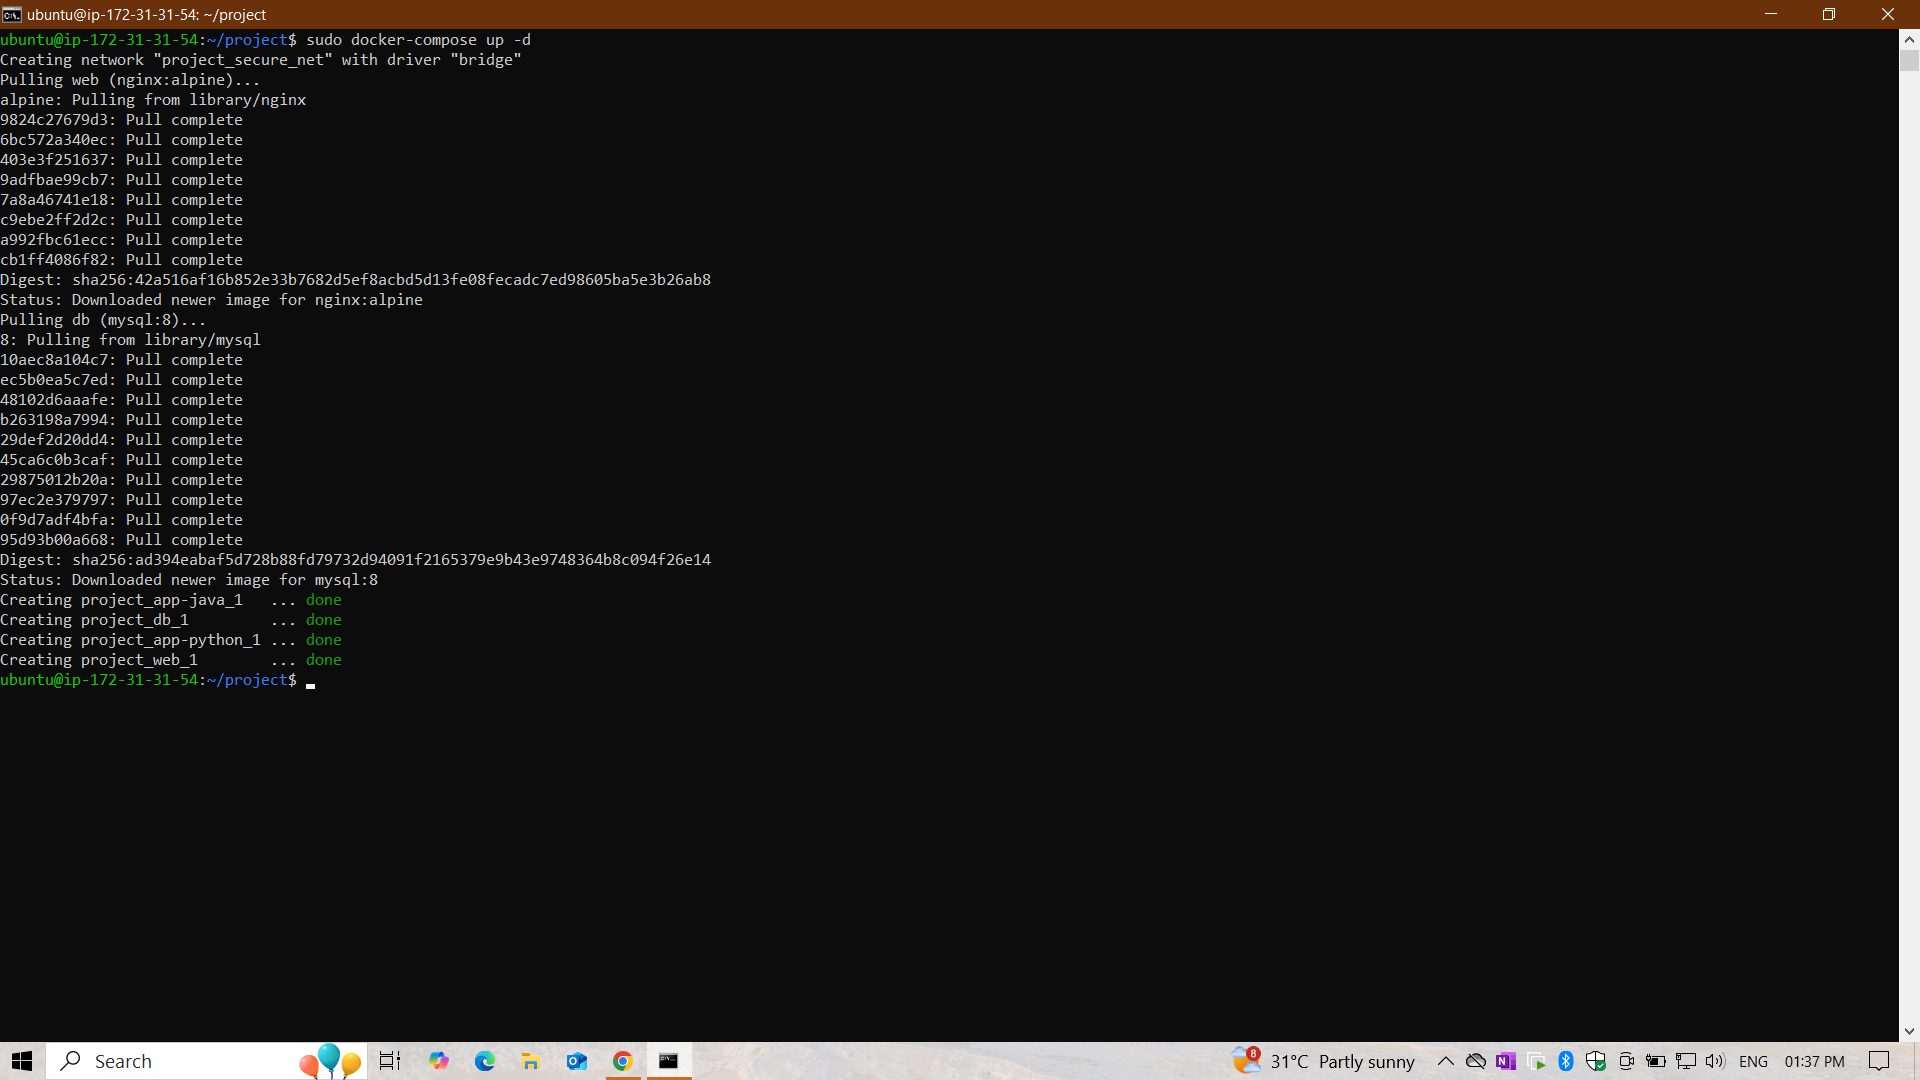 ubuntu@ip-172-31-31-54: ~/project
ubuntu@ip-172-31-31-54:~/project$ sudo docker-compose up -d
Creating network "project_secure_net" with driver "bridge"
Pulling web (nginx:alpine)...
alpine: Pulling from library/nginx
9824c27679d3: Pull complete
6bc572a340ec: Pull complete
403e3f251637: Pull complete
9adfbae99cb7: Pull complete
7a8a46741e18: Pull complete
c9ebe2ff2d2c: Pull complete
a992fbc61ecc: Pull complete
cb1ff4086f82: Pull complete
Digest: sha256:42a516af16b852e33b7682d5ef8acbd5d13fe08fecadc7ed98605ba5e3b26ab8
Status: Downloaded newer image for nginx:alpine
Pulling db (mysql:8)...
8: Pulling from library/mysql
10aec8a104c7: Pull complete
ec5b0ea5c7ed: Pull complete
48102d6aaafe: Pull complete
b263198a7994: Pull complete
29def2d20dd4: Pull complete
45ca6c0b3caf: Pull complete
29875012b20a: Pull complete
97ec2e379797: Pull complete
0f9d7adf4bfa: Pull complete
95d93b00a668: Pull complete
Digest: sha256:ad394eabaf5d728b88fd79732d94091f2165379e9b43e9748364b8c094f26e14
Status: Downloaded newer image for mysql:8
Creating project_app-java_1   ... done
Creating project_db_1         ... done
Creating project_app-python_1 ... done
Creating project_web_1        ... done
ubuntu@ip-172-31-31-54:~/project$
Search
8
31°C Partly sunny
ENG
01:37 PM